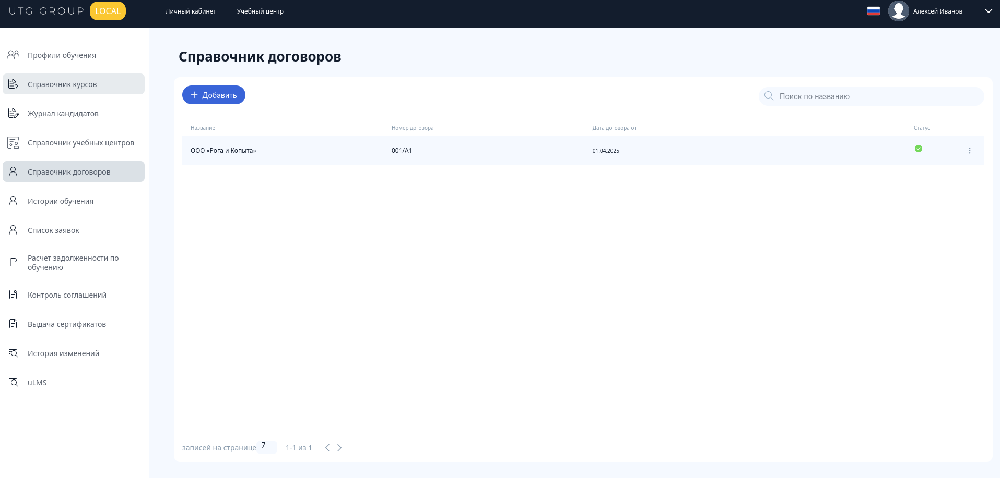 UTG GROUP LOCAL
Личный кабинет
Учебный центр
Алексей Иванов
Профили обучения
Справочник курсов
Журнал кандидатов
Справочник учебных центров
Справочник договоров
Истории обучения
Список заявок
Расчет задолженности по
обучению
Контроль соглашений
Выдача сертификатов
История изменений
uLMS
Справочник договоров
Добавить
Поиск по названию
Название Номер договора Дата договора от Статус
ООО «Рога и Копыта» 001/А1 01.04.2025
записей на странице 7 1-1 из 1